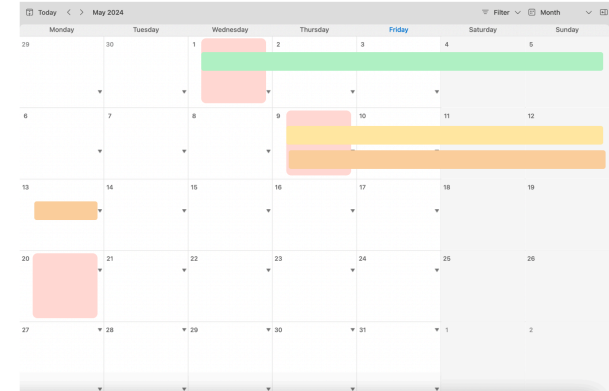 Today < > May 2024 Filter Month
Monday Tuesday Wednesday Thursday Friday Saturday Sunday
29 30 1 2 3 4 5
6 7 8 9 10 11 12
13 14 15 16 17 18 19
20 21 22 23 24 25 26
27 28 29 30 31 1 2